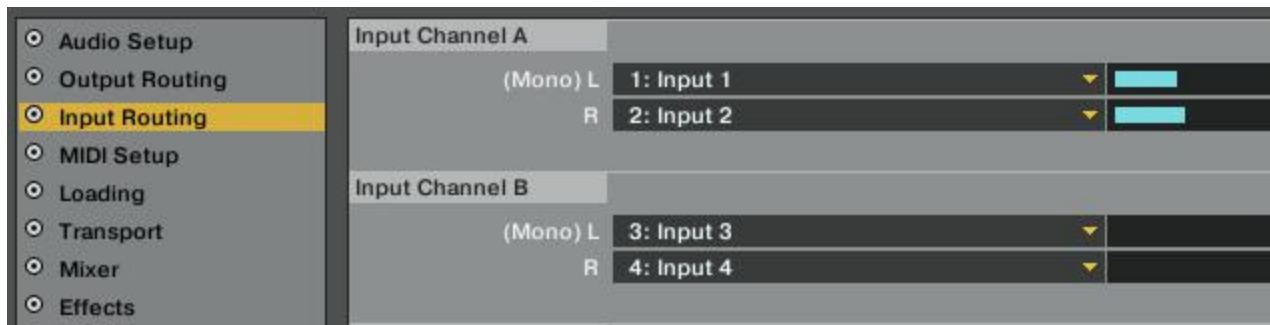 Audio Setup
Output Routing
Input Routing
MIDI Setup
Loading
Transport
Mixer
Effects
Input Channel A
(Mono) L 1: Input 1
R 2: Input 2
Input Channel B
(Mono) L 3: Input 3
R 4: Input 4